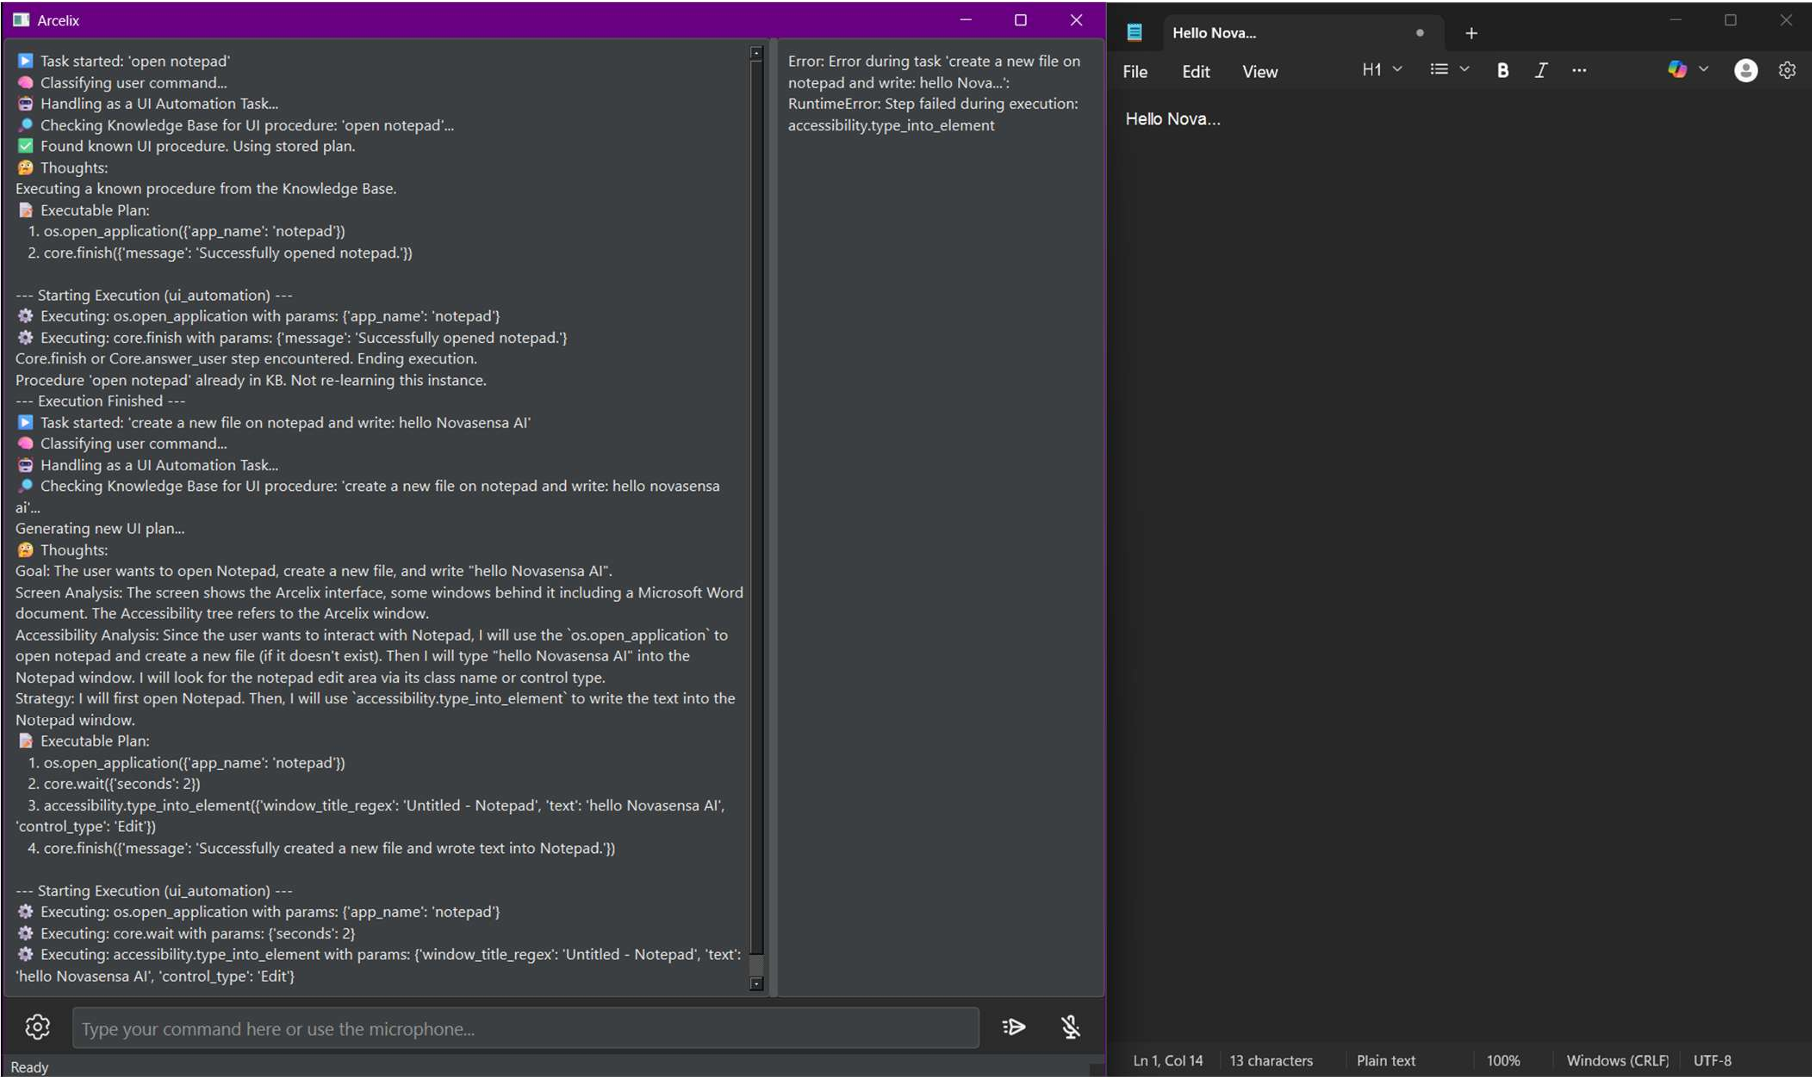 Arcelix
Task started: 'open notepad'
Classifying user command...
Handling as a UI Automation Task...
Checking Knowledge Base for UI procedure: 'open notepad'...
Found known UI procedure. Using stored plan.
Thoughts:
Executing a known procedure from the Knowledge Base.
Executable Plan:
1. os.open_application({'app_name': 'notepad'})
2. core.finish({'message': 'Successfully opened notepad.'})
--- Starting Execution (ui_automation) ---
Executing: os.open_application with params: {'app_name': 'notepad'}
Executing: core.finish with params: {'message': 'Successfully opened notepad.'}
Core.finish or Core.answer_user step encountered. Ending execution.
Procedure 'open notepad' already in KB. Not re-learning this instance.
--- Execution Finished ---
Task started: 'create a new file on notepad and write: hello Novasensa AI'
Classifying user command...
Handling as a UI Automation Task...
Checking Knowledge Base for UI procedure: 'create a new file on notepad and write: hello novasensa
ai'...
Generating new UI plan...
Thoughts:
Goal: The user wants to open Notepad, create a new file, and write "hello Novasensa AI".
Screen Analysis: The screen shows the Arcelix interface, some windows behind it including a Microsoft Word
document. The Accessibility tree refers to the Arcelix window.
Accessibility Analysis: Since the user wants to interact with Notepad, I will use the `os.open_application` to
open notepad and create a new file (if it doesn't exist). Then I will type "hello Novasensa AI" into the
Notepad window. I will look for the notepad edit area via its class name or control type.
Strategy: I will first open Notepad. Then, I will use `accessibility.type_into_element` to write the text into the
Notepad window.
Executable Plan:
1. os.open_application({'app_name': 'notepad'})
2. core.wait({'seconds': 2})
3. accessibility.type_into_element({'window_title_regex': 'Untitled - Notepad', 'text': 'hello Novasensa AI',
'control_type': 'Edit'})
4. core.finish({'message': 'Successfully created a new file and wrote text into Notepad.'})
--- Starting Execution (ui_automation) ---
Executing: os.open_application with params: {'app_name': 'notepad'}
Executing: core.wait with params: {'seconds': 2}
Executing: accessibility.type_into_element with params: {'window_title_regex': 'Untitled - Notepad', 'text':
'hello Novasensa AI', 'control_type': 'Edit'}
Type your command here or use the microphone...
Ready
Error: Error during task 'create a new file on
notepad and write: hello Nova...':
RuntimeError: Step failed during execution:
accessibility.type_into_element
Hello Nova...
File Edit View H1 B I ...
Hello Nova...
Ln 1, Col 14 13 characters Plain text 100% Windows (CRLF) UTF-8